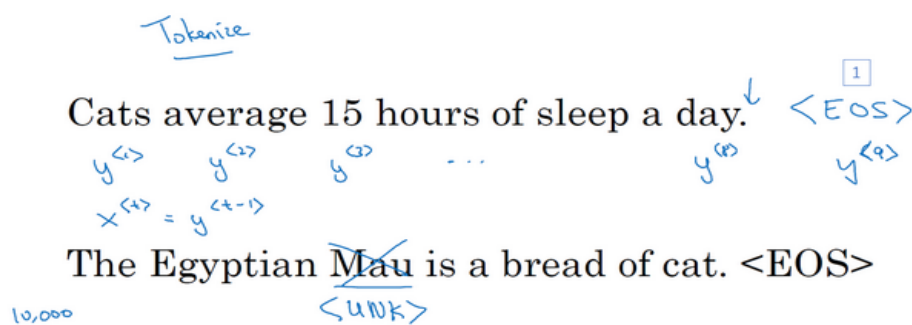 Tokenize
1
Cats average 15 hours of sleep a day. ↓ <EOS>
y<1> y<2> y<3> ... y<8> y<9>
x<t> = y<t-1>
The Egyptian Mau is a bread of cat. <EOS>
10,000 <UNK>